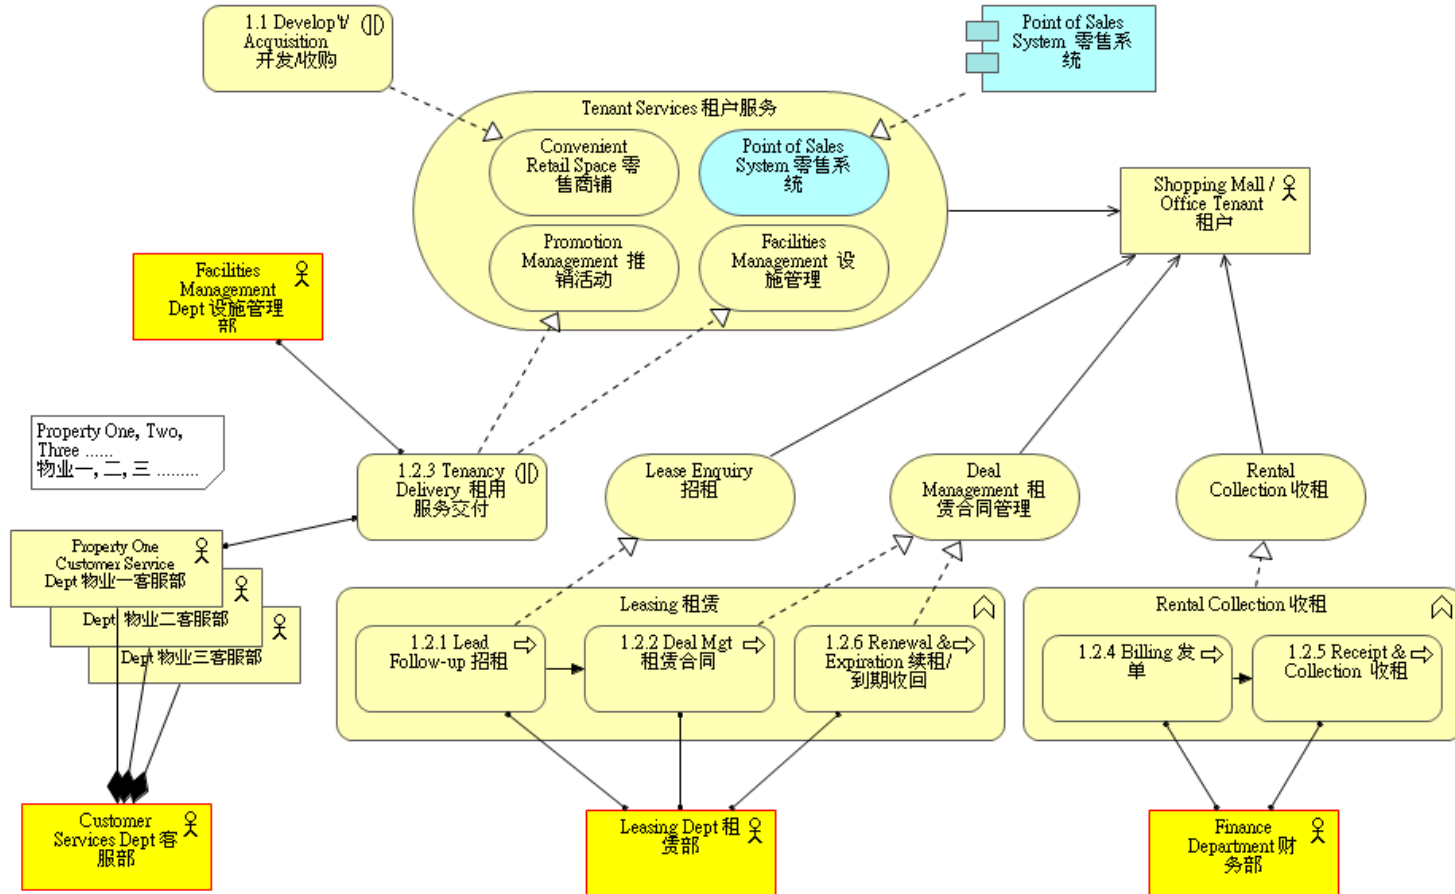 1.1 Develop't/
Acquisition
开发/收购
Point of Sales
System 零售系
统
Tenant Services 租户服务
Convenient
Retail Space 零
售商铺
Point of Sales
System 零售系
统
Promotion
Management 推
销活动
Facilities
Management 设
施管理
Shopping Mall /
Office Tenant
租户
Facilities
Management
Dept 设施管理
部
Property One, Two,
Three ......
物业一, 二, 三 .........
1.2.3 Tenancy
Delivery 租用
服务交付
Lease Enquiry
招租
Deal
Management 租
赁合同管理
Rental
Collection 收租
Property One
Customer Service
Dept 物业一客服部
Dept 物业二客服部
Dept 物业三客服部
Leasing 租赁
1.2.1 Lead
Follow-up 招租
1.2.2 Deal Mgt
租赁合同
1.2.6 Renewal &
Expiration 续租/
到期收回
Rental Collection 收租
1.2.4 Billing 发
单
1.2.5 Receipt &
Collection 收租
Customer
Services Dept 客
服部
Leasing Dept 租
赁部
Finance
Department 财
务部